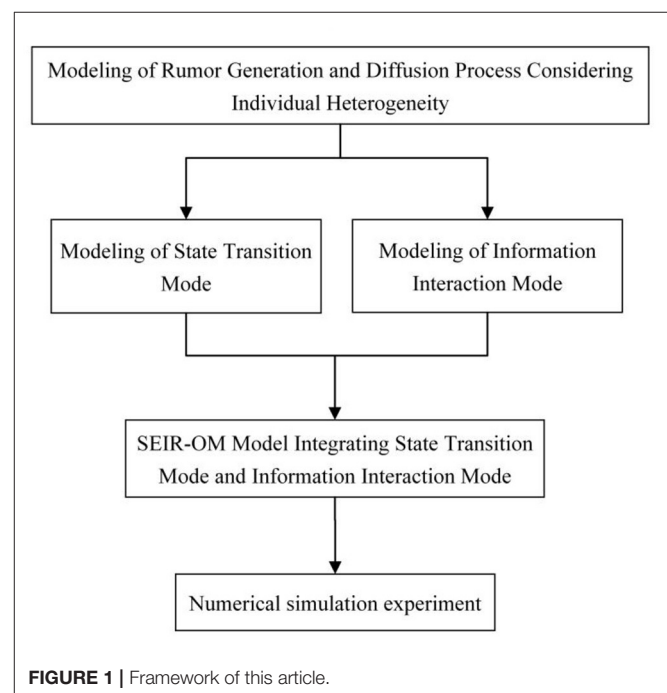 Modeling of Rumor Generation and Diffusion Process Considering
Individual Heterogeneity
Modeling of State Transition
Mode
Modeling of Information
Interaction Mode
SEIR-OM Model Integrating State Transition
Mode and Information Interaction Mode
Numerical simulation experiment
FIGURE 1 | Framework of this article.